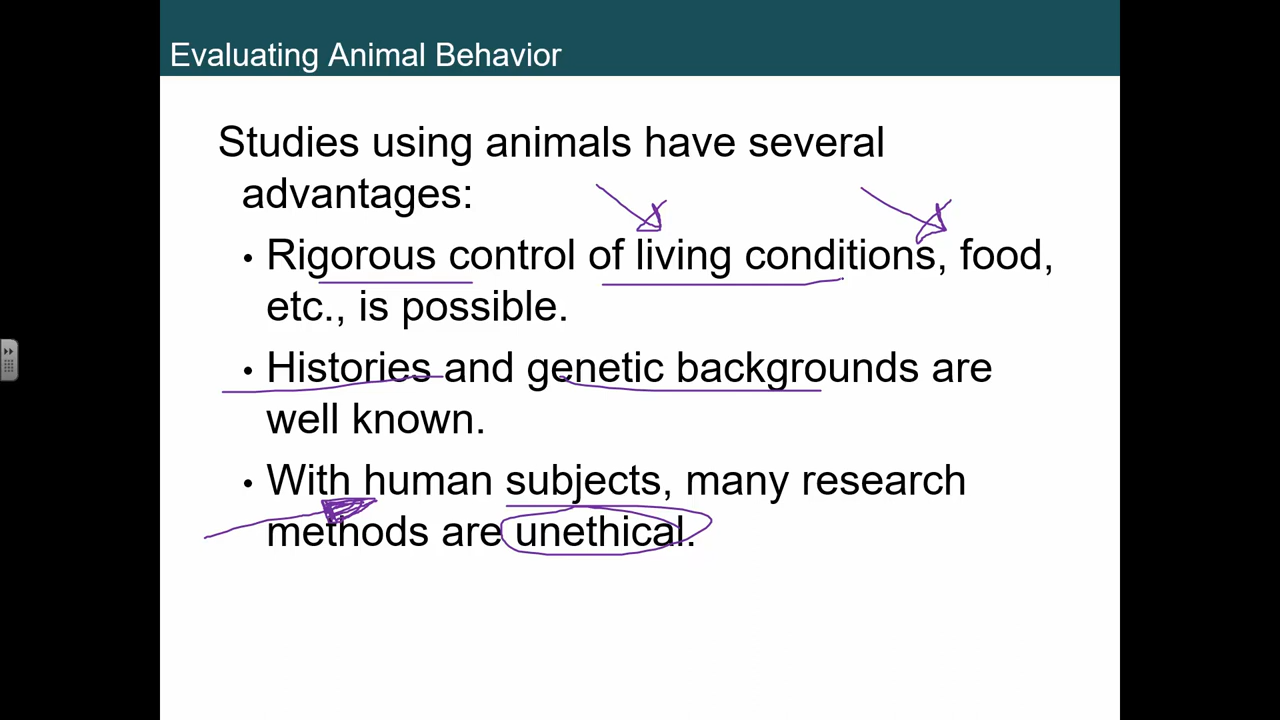 Evaluating Animal Behavior
Studies using animals have several
advantages:
• Rigorous control of living conditions, food,
etc., is possible.
• Histories and genetic backgrounds are
well known.
• With human subjects, many research
methods are unethical.